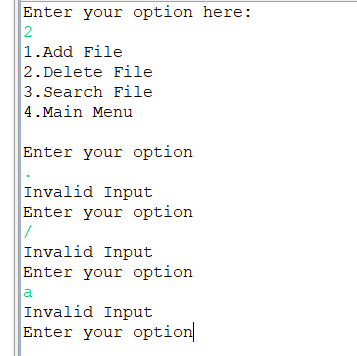 Enter your option here:
2
1.Add File
2.Delete File
3.Search File
4.Main Menu
Enter your option
.
Invalid Input
Enter your option
/
Invalid Input
Enter your option
a
Invalid Input
Enter your option